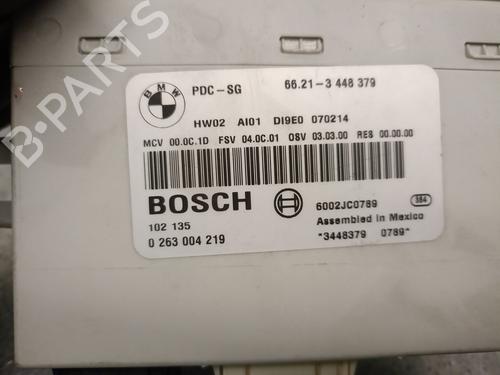 BMW
PDC-SG 66.21-3 448 379
HW02 AI01 DI9E0 070214
MCV 00.0C.1D FSV 04.0C.01 OSV 03.03.00 RES 00.00.00
BOSCH 6002JC0789 384
102 135 Assembled in Mexico
0 263 004 219 *3448379 0789*
B-PARTS